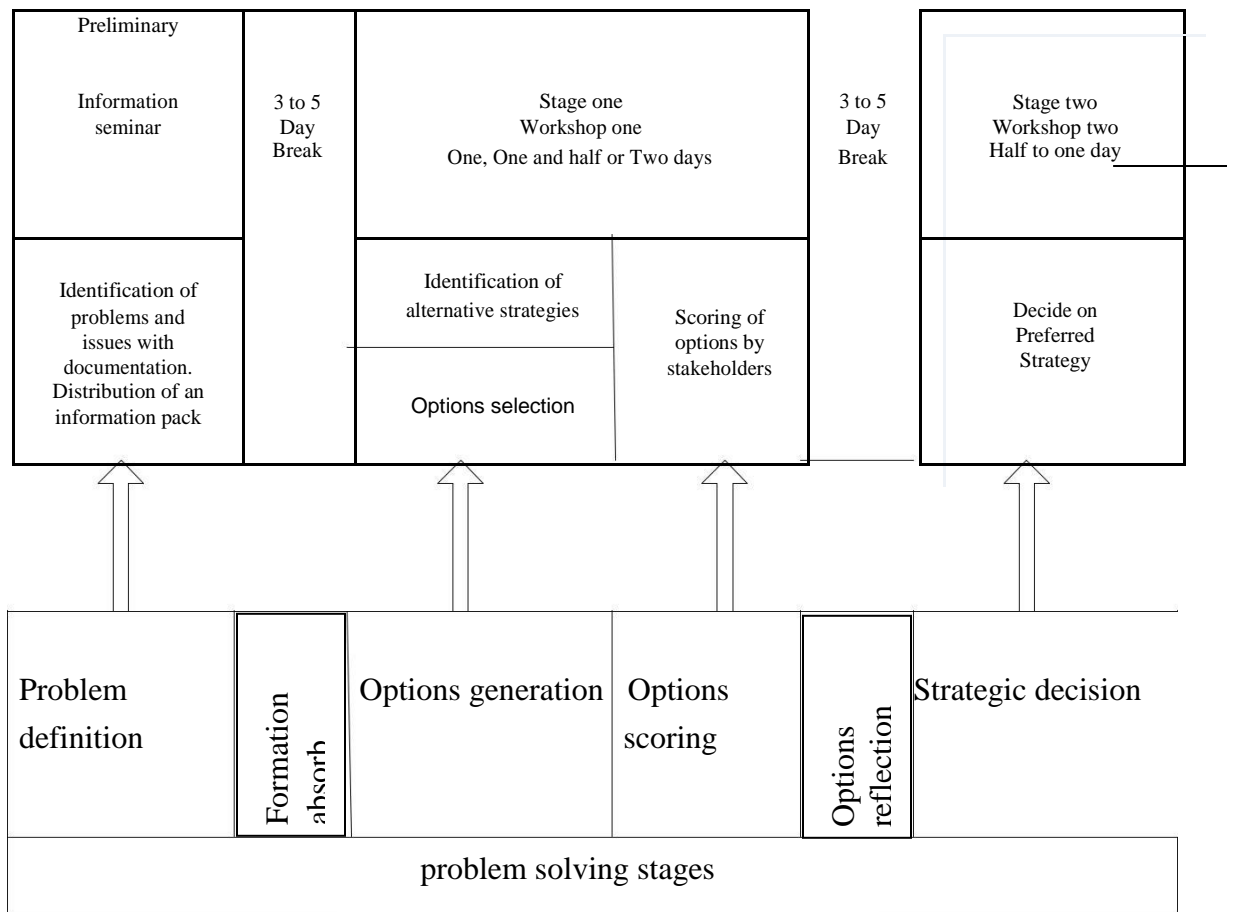 Preliminary
Information
seminar
3 to 5
Day
Break
Stage one
Workshop one
One, One and half or Two days
3 to 5
Day
Break
Stage two
Workshop two
Half to one day
Identification of
problems and
issues with
documentation.
Distribution of an
information pack
Identification of
alternative strategies
Options selection
Scoring of
options by
stakeholders
Decide on
Preferred
Strategy
Problem
definition
Formation
absorb
Options generation
Options
scoring
Options
reflection
Strategic decision
problem solving stages